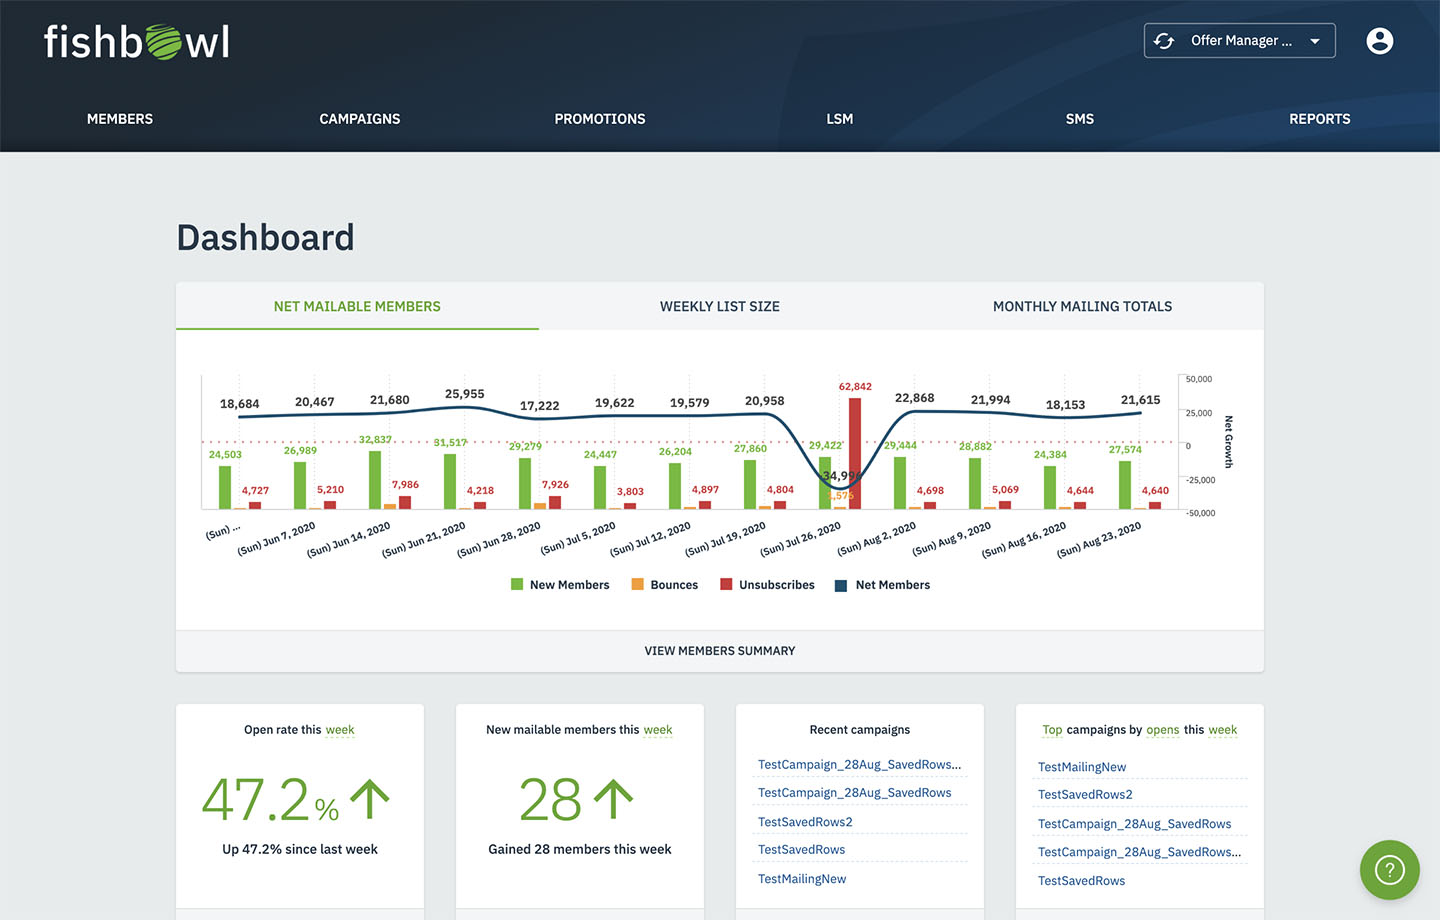 fishbowl
Offer Manager ...
MEMBERS
CAMPAIGNS
PROMOTIONS
LSM
SMS
REPORTS
Dashboard
NET MAILABLE MEMBERS
WEEKLY LIST SIZE
MONTHLY MAILING TOTALS
18,684
20,467
21,680
25,955
17,222
19,622
19,579
20,958
62,842
22,868
21,994
18,153
21,615
50,000
25,000
0
-25,000
-50,000
Net Growth
24,503
26,989
32,837
31,517
29,279
24,447
26,204
27,860
29,422
29,444
28,882
24,384
27,574
4,727
5,210
7,986
4,218
7,926
3,803
4,897
4,804
4,698
5,069
4,644
4,640
(Sun) ...
(Sun) Jun 7, 2020
(Sun) Jun 14, 2020
(Sun) Jun 21, 2020
(Sun) Jun 28, 2020
(Sun) Jul 5, 2020
(Sun) Jul 12, 2020
(Sun) Jul 19, 2020
(Sun) Jul 26, 2020
(Sun) Aug 2, 2020
(Sun) Aug 9, 2020
(Sun) Aug 16, 2020
(Sun) Aug 23, 2020
New Members
Bounces
Unsubscribes
Net Members
VIEW MEMBERS SUMMARY
Open rate this week
47.2%
Up 47.2% since last week
New mailable members this week
28
Gained 28 members this week
Recent campaigns
TestCampaign_28Aug_SavedRows...
TestCampaign_28Aug_SavedRows
TestSavedRows2
TestSavedRows
TestMailingNew
Top campaigns by opens this week
TestMailingNew
TestSavedRows2
TestCampaign_28Aug_SavedRows
TestCampaign_28Aug_SavedRows...
TestSavedRows
?